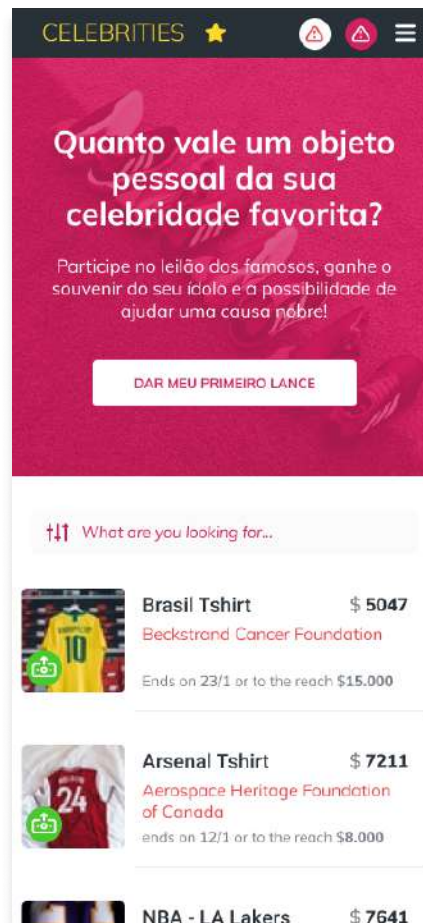 CELEBRITIES
Quanto vale um objeto
pessoal da sua
celebridade favorita?
Participe no leilão dos famosos, ganhe o
souvenir do seu ídolo e a possibilidade de
ajudar uma causa nobre!
DAR MEU PRIMEIRO LANCE
What are you looking for...
Brasil Tshirt $ 5047
Beckstrand Cancer Foundation
10
Ends on 23/1 or to the reach $15.000
Arsenal Tshirt $ 7211
Aerospace Heritage Foundation
of Canada
24
ends on 12/1 or to the reach $8.000
NBA - LA Lakers $ 7641